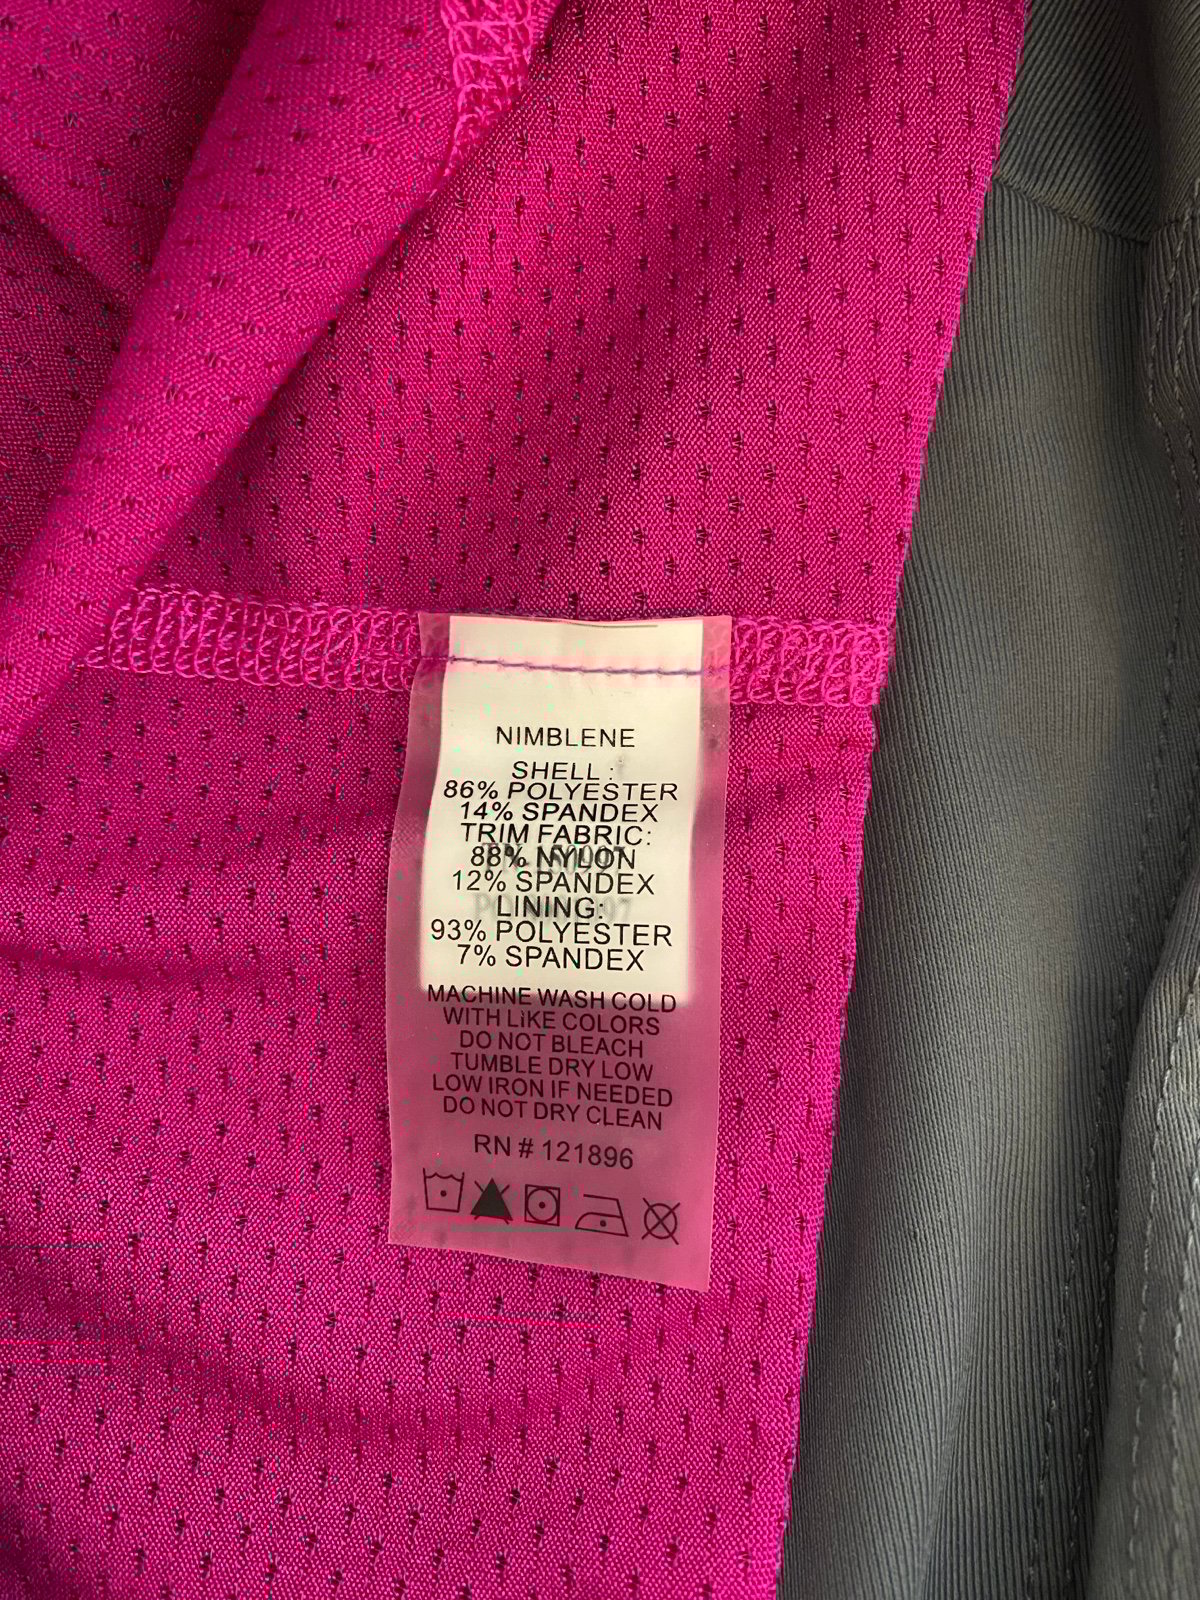 NIMBLENE
SHELL :
86% POLYESTER
14% SPANDEX
TRIM FABRIC:
88% NYLON
12% SPANDEX
LINING:
93% POLYESTER
7% SPANDEX
MACHINE WASH COLD
WITH LIKE COLORS
DO NOT BLEACH
TUMBLE DRY LOW
LOW IRON IF NEEDED
DO NOT DRY CLEAN
RN # 121896